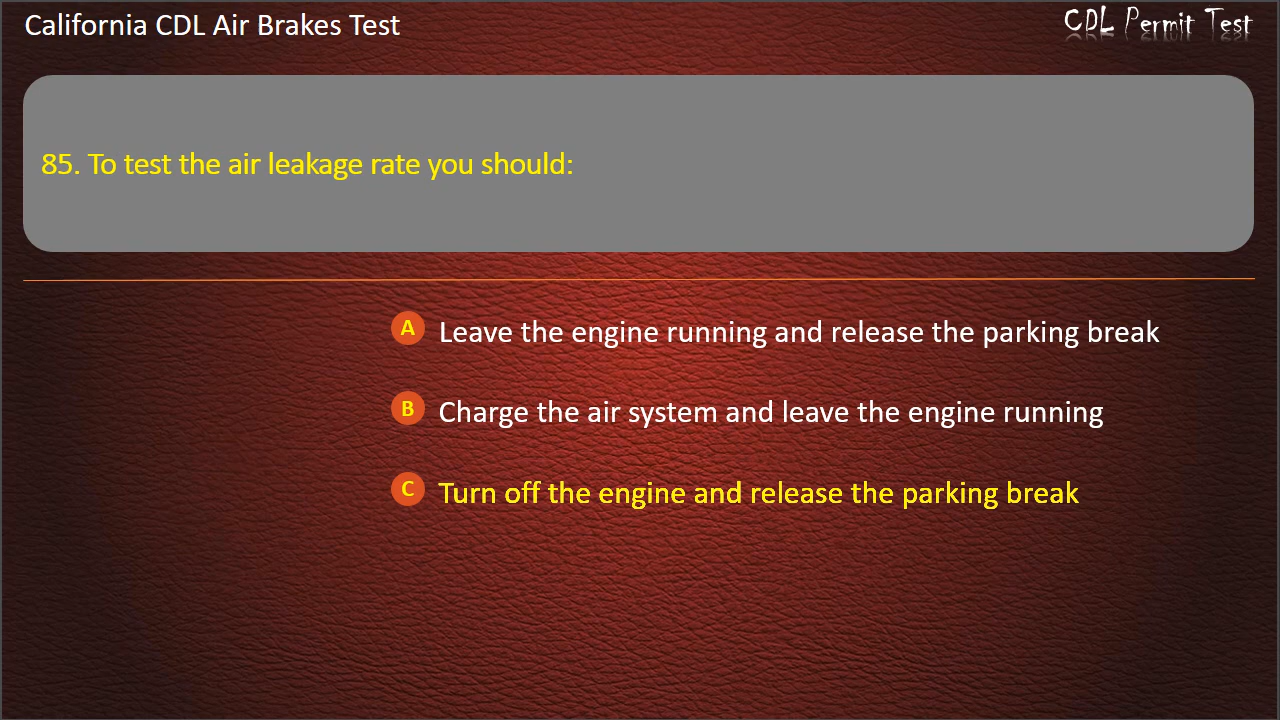 California CDL Air Brakes Test
CDL Permit Test
85. To test the air leakage rate you should:
A Leave the engine running and release the parking break
B Charge the air system and leave the engine running
C Turn off the engine and release the parking break